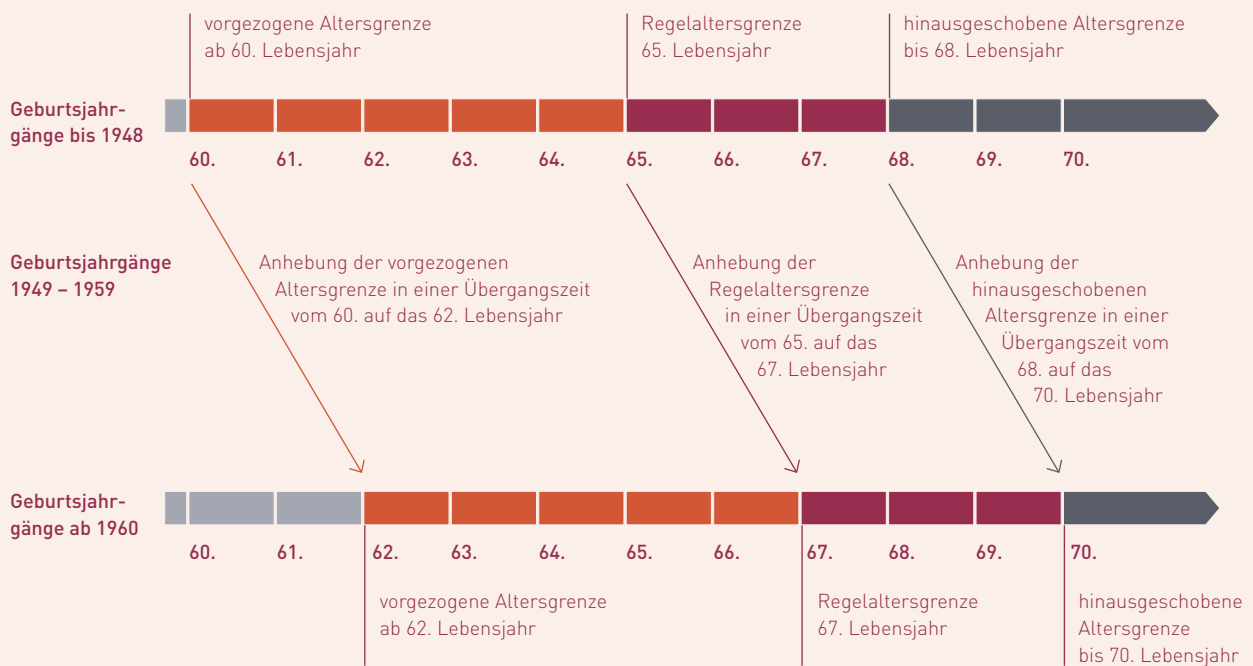 vorgezogene Altersgrenze
ab 60. Lebensjahr
Regelaltersgrenze
65. Lebensjahr
hinausgeschobene Altersgrenze
bis 68. Lebensjahr
Geburtsjahr-
gänge bis 1948
60. 61. 62. 63. 64. 65. 66. 67. 68. 69. 70.
Geburtsjahrgänge
1949 – 1959
Anhebung der vorgezogenen
Altersgrenze in einer Übergangszeit
vom 60. auf das 62. Lebensjahr
Anhebung der
Regelaltersgrenze
in einer Übergangszeit
vom 65. auf das
67. Lebensjahr
Anhebung der
hinausgeschobenen
Altersgrenze in einer
Übergangszeit vom
68. auf das
70. Lebensjahr
Geburtsjahr-
gänge ab 1960
60. 61. 62. 63. 64. 65. 66. 67. 68. 69. 70.
vorgezogene Altersgrenze
ab 62. Lebensjahr
Regelaltersgrenze
67. Lebensjahr
hinausgeschobene
Altersgrenze
bis 70. Lebensjahr